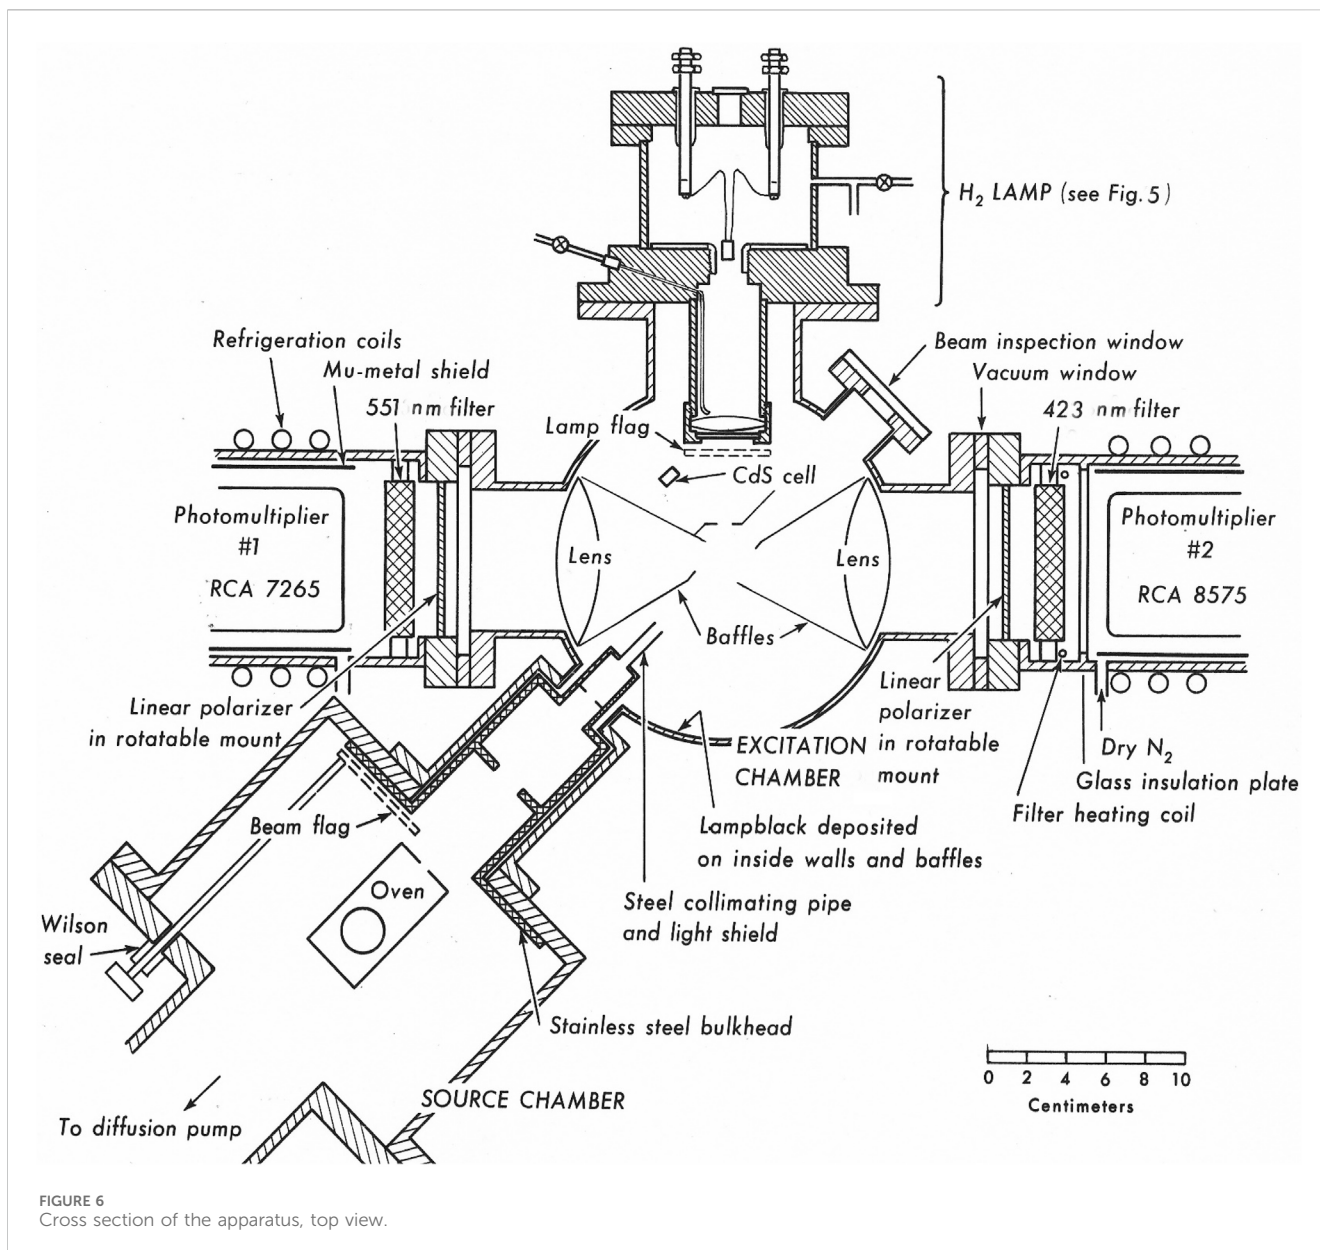 H2 LAMP (see Fig. 5)
Refrigeration coils
Mu-metal shield
551 nm filter
Lamp flag
CdS cell
Beam inspection window
Vacuum window
423 nm filter
Photomultiplier
#1
RCA 7265
Lens
Lens
Photomultiplier
#2
RCA 8575
Baffles
Linear polarizer
in rotatable mount
Linear
polarizer
in rotatable
mount
EXCITATION
CHAMBER
Dry N2
Glass insulation plate
Filter heating coil
Beam flag
Lampblack deposited
on inside walls and baffles
Oven
Steel collimating pipe
and light shield
Wilson
seal
Stainless steel bulkhead
SOURCE CHAMBER
To diffusion pump
0 2 4 6 8 10
Centimeters
FIGURE 6
Cross section of the apparatus, top view.